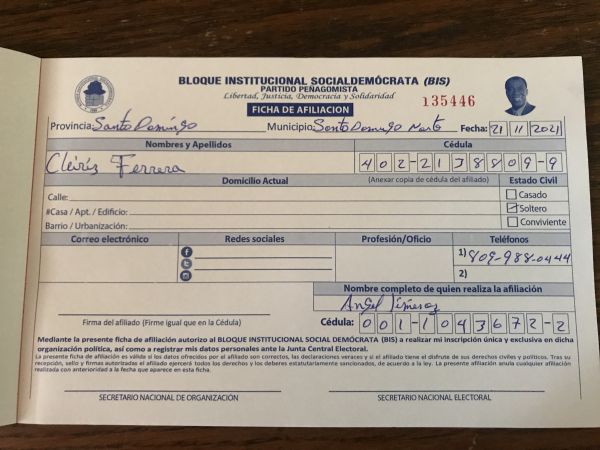 BLOQUE INSTITUCIONAL SOCIALDEMÓCRATA (BIS)
PARTIDO PEÑAGOMISTA
Libertad, Justicia, Democracia y Solidaridad
FICHA DE AFILIACION
135446
Provincia: Santo Domingo Municipio: Santo Domingo Norte Fecha: 21 11 2021
Nombres y Apellidos Cédula
Cleiris Ferrera 402-2138809-9
Domicilio Actual (Anexar copia de cédula del afiliado) Estado Civil
Calle: Casado
#Casa / Apt. / Edificio: Soltero
Barrio / Urbanización: Conviviente
Correo electrónico Redes sociales Profesión/Oficio Teléfonos
1) 809-988-0444
2)
Nombre completo de quien realiza la afiliación
Angel Jimenez
Firma del afiliado (Firme igual que en la Cédula) Cédula: 001-1043672-2
Mediante la presente ficha de afiliación autorizo al BLOQUE INSTITUCIONAL SOCIAL DEMÓCRATA (BIS) a realizar mi inscripción única y exclusiva en dicha
organización política, así como a registrar mis datos personales ante la Junta Central Electoral.
La presente ficha de afiliación es válida si los datos ofrecidos por el afiliado son correctos, las declaraciones veraces y si el afiliado tiene el disfrute de sus derechos civiles y políticos. Tras su
recepción, sello y firmas autorizadas el afiliado ejercerá todos los derechos y los deberes estatutariamente sancionados, de acuerdo a la ley. La presente afiliación anula cualquier afiliación
realizada con anterioridad a la fecha que aparece en esta ficha.
SECRETARIO NACIONAL DE ORGANIZACIÓN SECRETARIO NACIONAL ELECTORAL